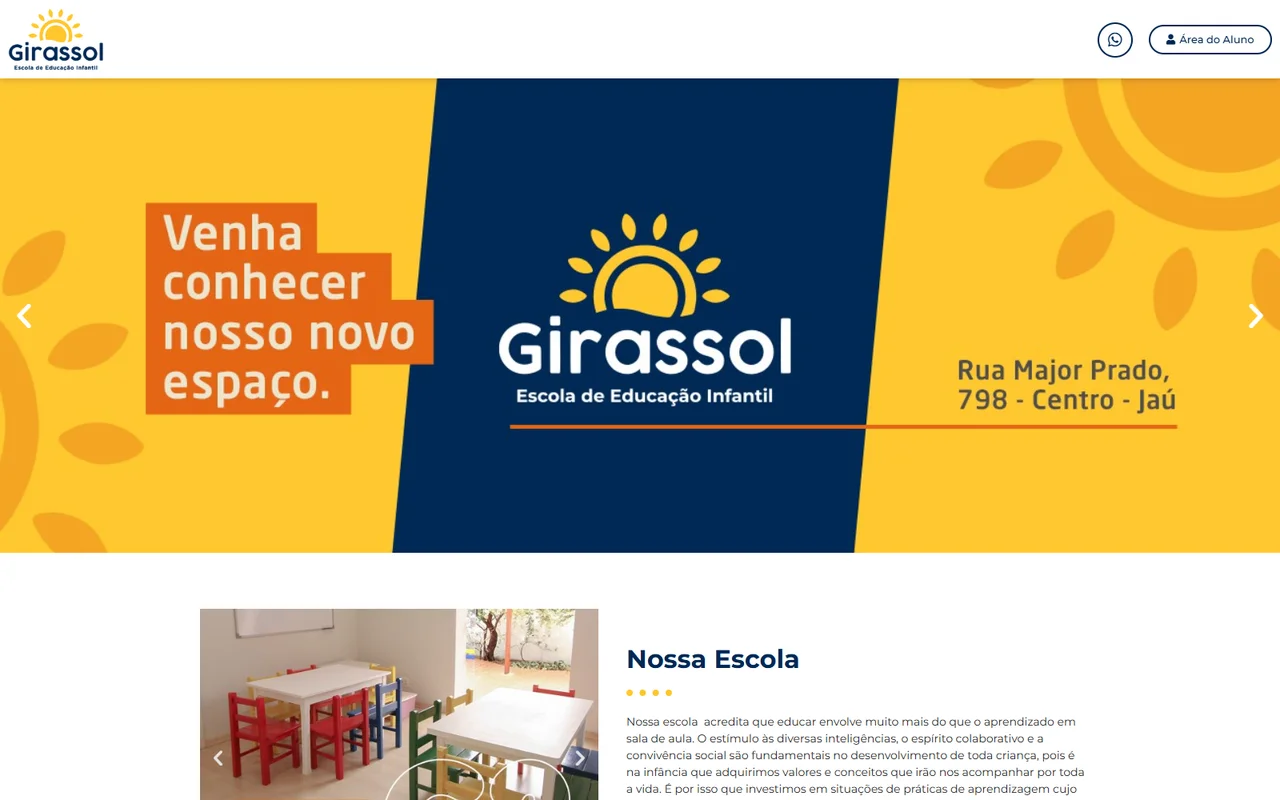 Girassol
Escola de Educação Infantil
Área do Aluno
Venha
conhecer
nosso novo
espaço.
Girassol
Escola de Educação Infantil
Rua Major Prado,
798 - Centro - Jaú
Nossa Escola
Nossa escola  acredita que educar envolve muito mais do que o aprendizado em
sala de aula. O estímulo às diversas inteligências, o espírito colaborativo e a
convivência social são fundamentais no desenvolvimento de toda criança, pois é
na infância que adquirimos valores e conceitos que irão nos acompanhar por toda
a vida. É por isso que investimos em situações de práticas de aprendizagem cujo